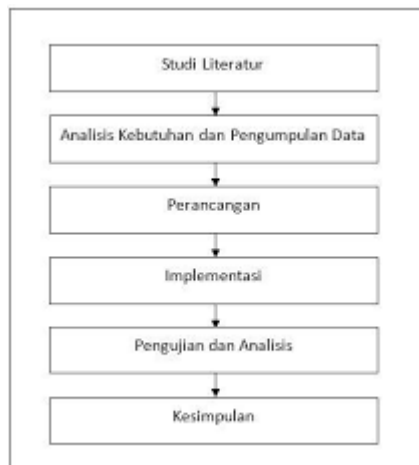 Studi Literatur
Analisis Kebutuhan dan Pengumpulan Data
Perancangan
Implementasi
Pengujian dan Analisis
Kesimpulan